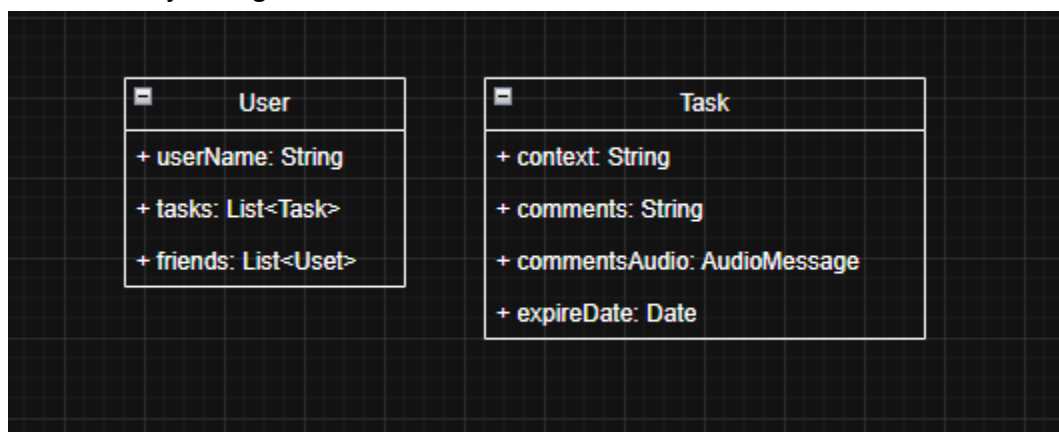 User
+ userName: String
+ tasks: List<Task>
+ friends: List<Uset>
Task
+ context: String
+ comments: String
+ commentsAudio: AudioMessage
+ expireDate: Date